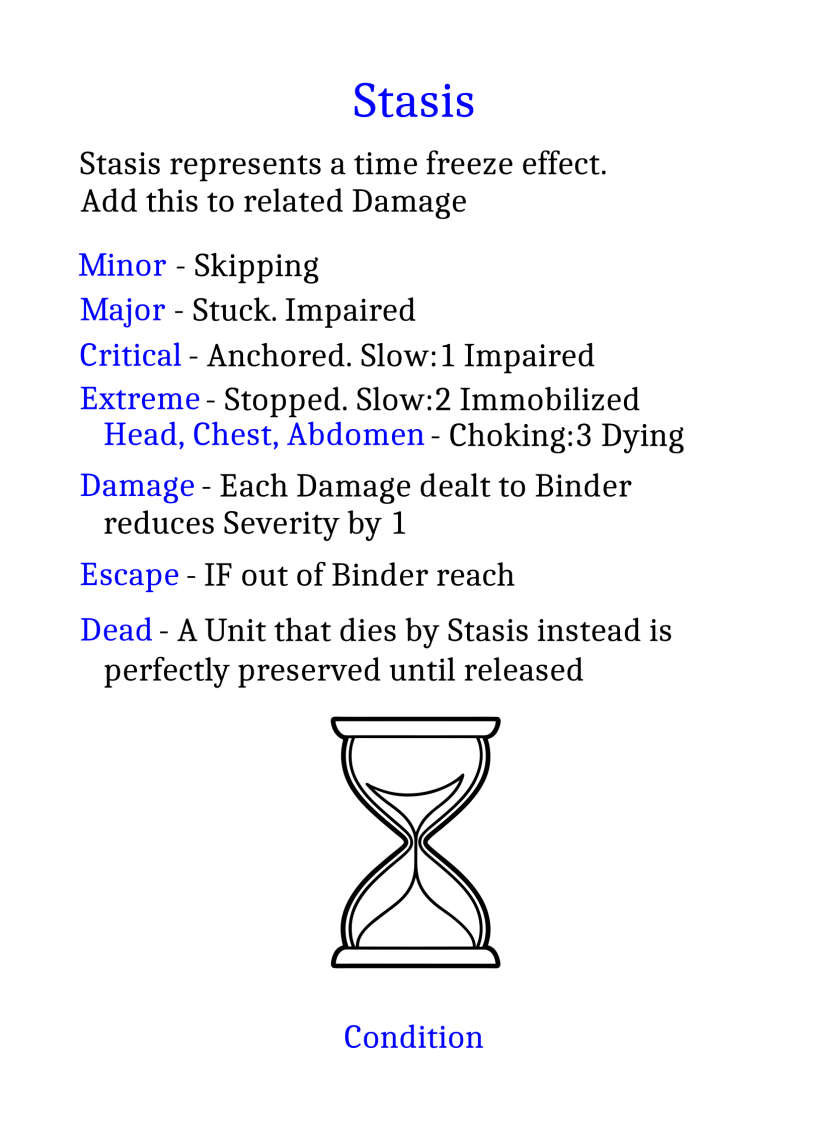 Stasis
Stasis represents a time freeze effect.
Add this to related Damage
Minor - Skipping
Major - Stuck. Impaired
Critical - Anchored. Slow:1 Impaired
Extreme - Stopped. Slow:2 Immobilized
Head, Chest, Abdomen - Choking:3 Dying
Damage - Each Damage dealt to Binder
reduces Severity by 1
Escape - IF out of Binder reach
Dead - A Unit that dies by Stasis instead is
perfectly preserved until released
Condition